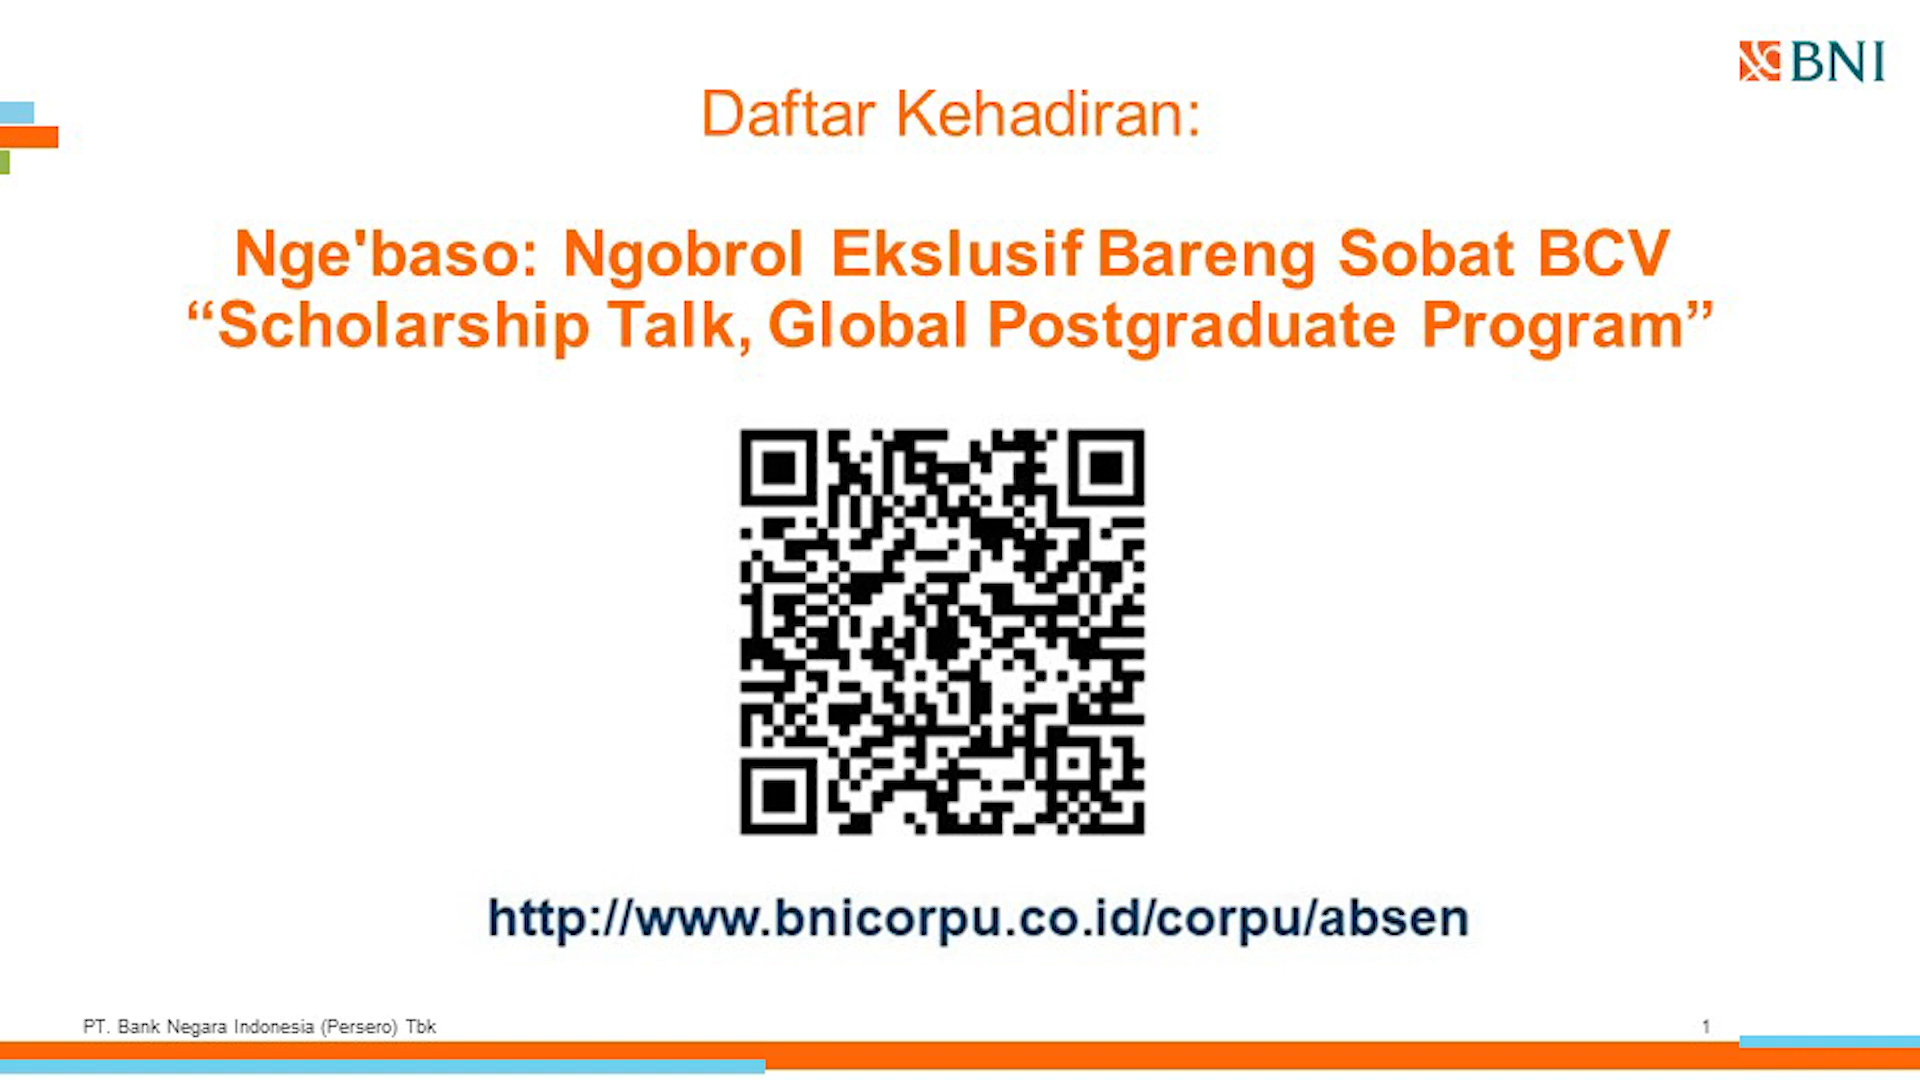 BNI
Daftar Kehadiran:
Nge'baso: Ngobrol Ekslusif Bareng Sobat BCV
“Scholarship Talk, Global Postgraduate Program”
http://www.bnicorpu.co.id/corpu/absen
PT. Bank Negara Indonesia (Persero) Tbk
1